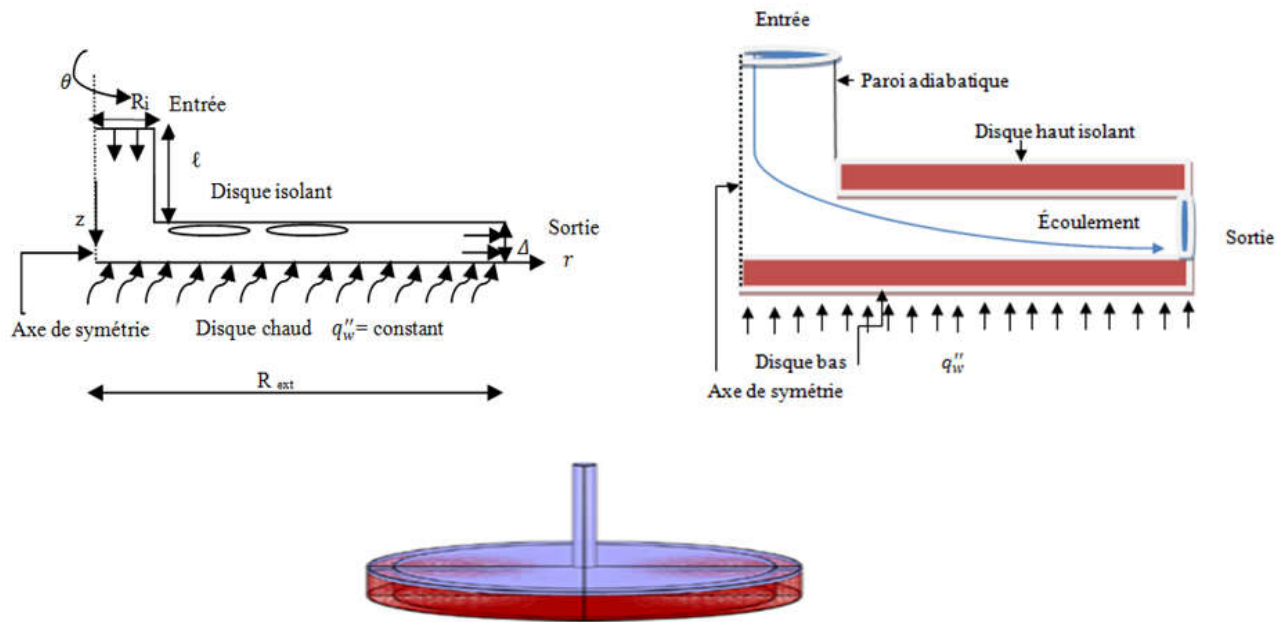 θ
Ri
Entrée
ℓ
Disque isolant
z
Sortie
Δ
r
Axe de symétrie
Disque chaud q''w = constant
R ext
Entrée
Paroi adiabatique
Disque haut isolant
Écoulement
Sortie
Disque bas
q''w
Axe de symétrie